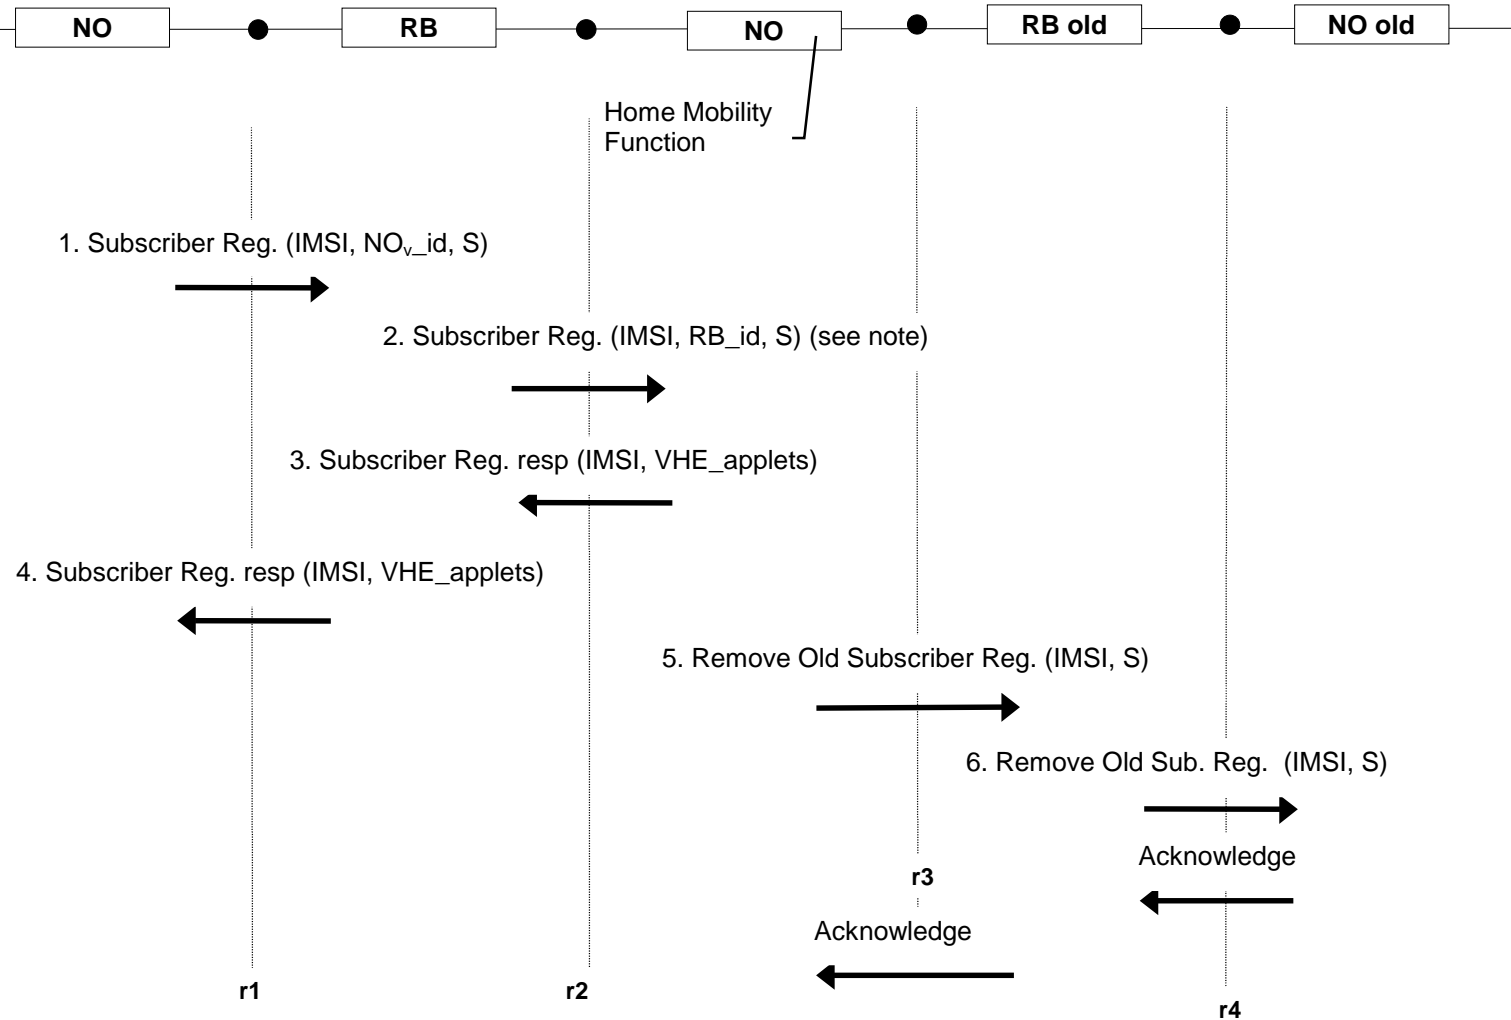 NO
RB
NO
RB old
NO old
Home Mobility
Function
1. Subscriber Reg. (IMSI, NOv_id, S)
2. Subscriber Reg. (IMSI, RB_id, S) (see note)
3. Subscriber Reg. resp (IMSI, VHE_applets)
4. Subscriber Reg. resp (IMSI, VHE_applets)
5. Remove Old Subscriber Reg. (IMSI, S)
6. Remove Old Sub. Reg. (IMSI, S)
Acknowledge
r3
Acknowledge
r1
r2
r4